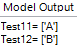 Model Output
Test11= ['A']
Test12= ['B']